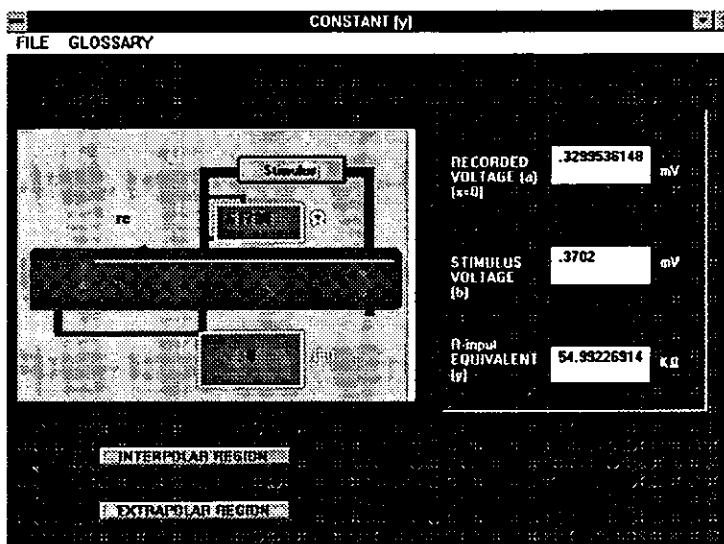 CONSTANT (y)
FILE GLOSSARY
Stimulus
re
RECORDED
VOLTAGE (a)
(x=0)
.3299536148
mV
STIMULUS
VOLTAGE
(b)
.3702
mV
R-input
EQUIVALENT
(y)
54.99226914
KΩ
INTERPOLAR REGION
EXTRAPOLAR REGION